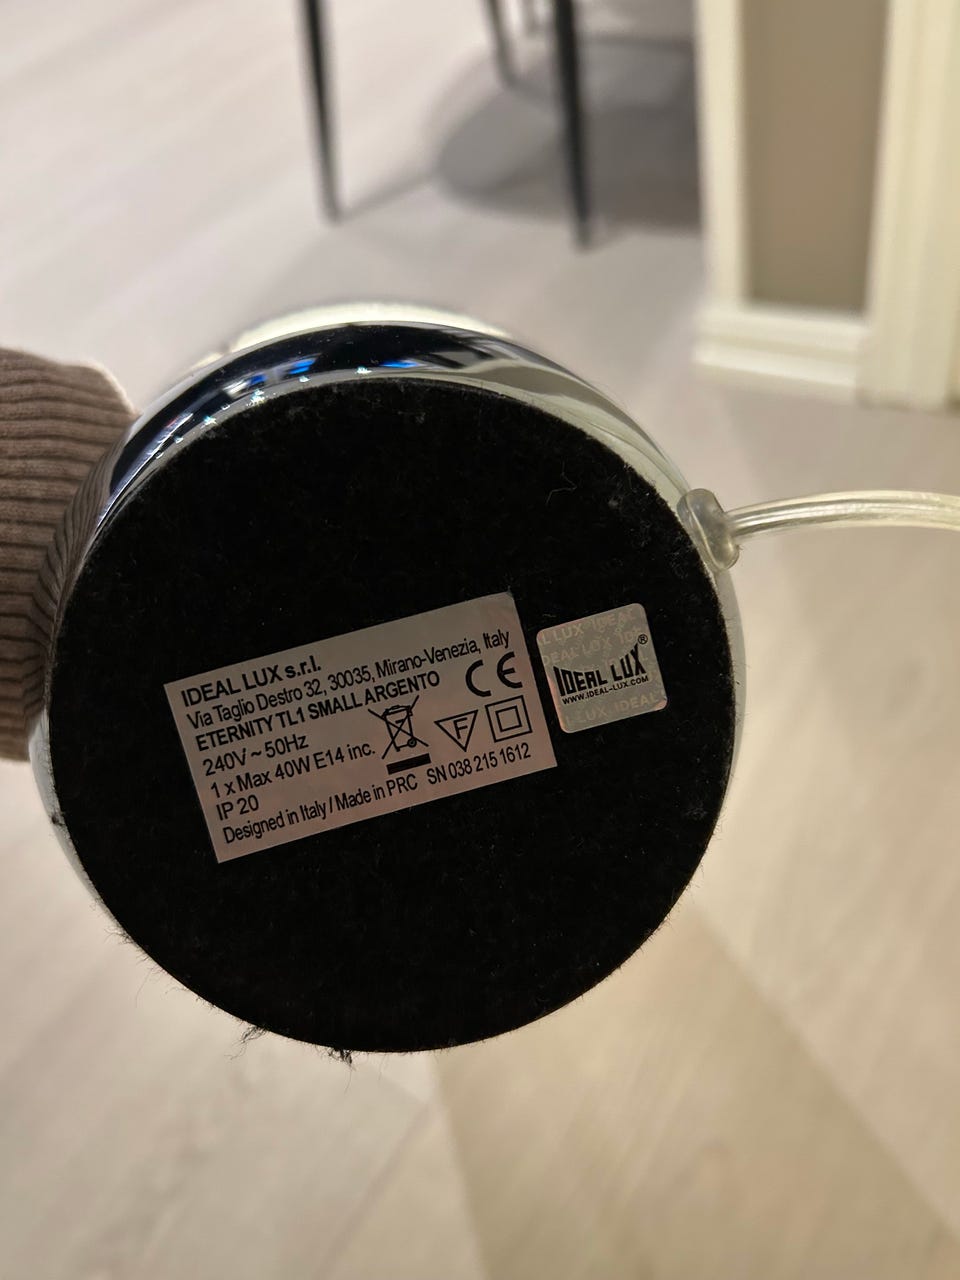 IDEAL LUX s.r.l.
Via Taglio Destro 32, 30035, Mirano-Venezia, Italy
ETERNITY TL1 SMALL ARGENTO
240V ~ 50Hz
1 x Max 40W E14 inc.
IP 20
Designed in Italy / Made in PRC SN 038 215 1612
CE
F
IDEAL LUX®
WWW.IDEAL-LUX.COM